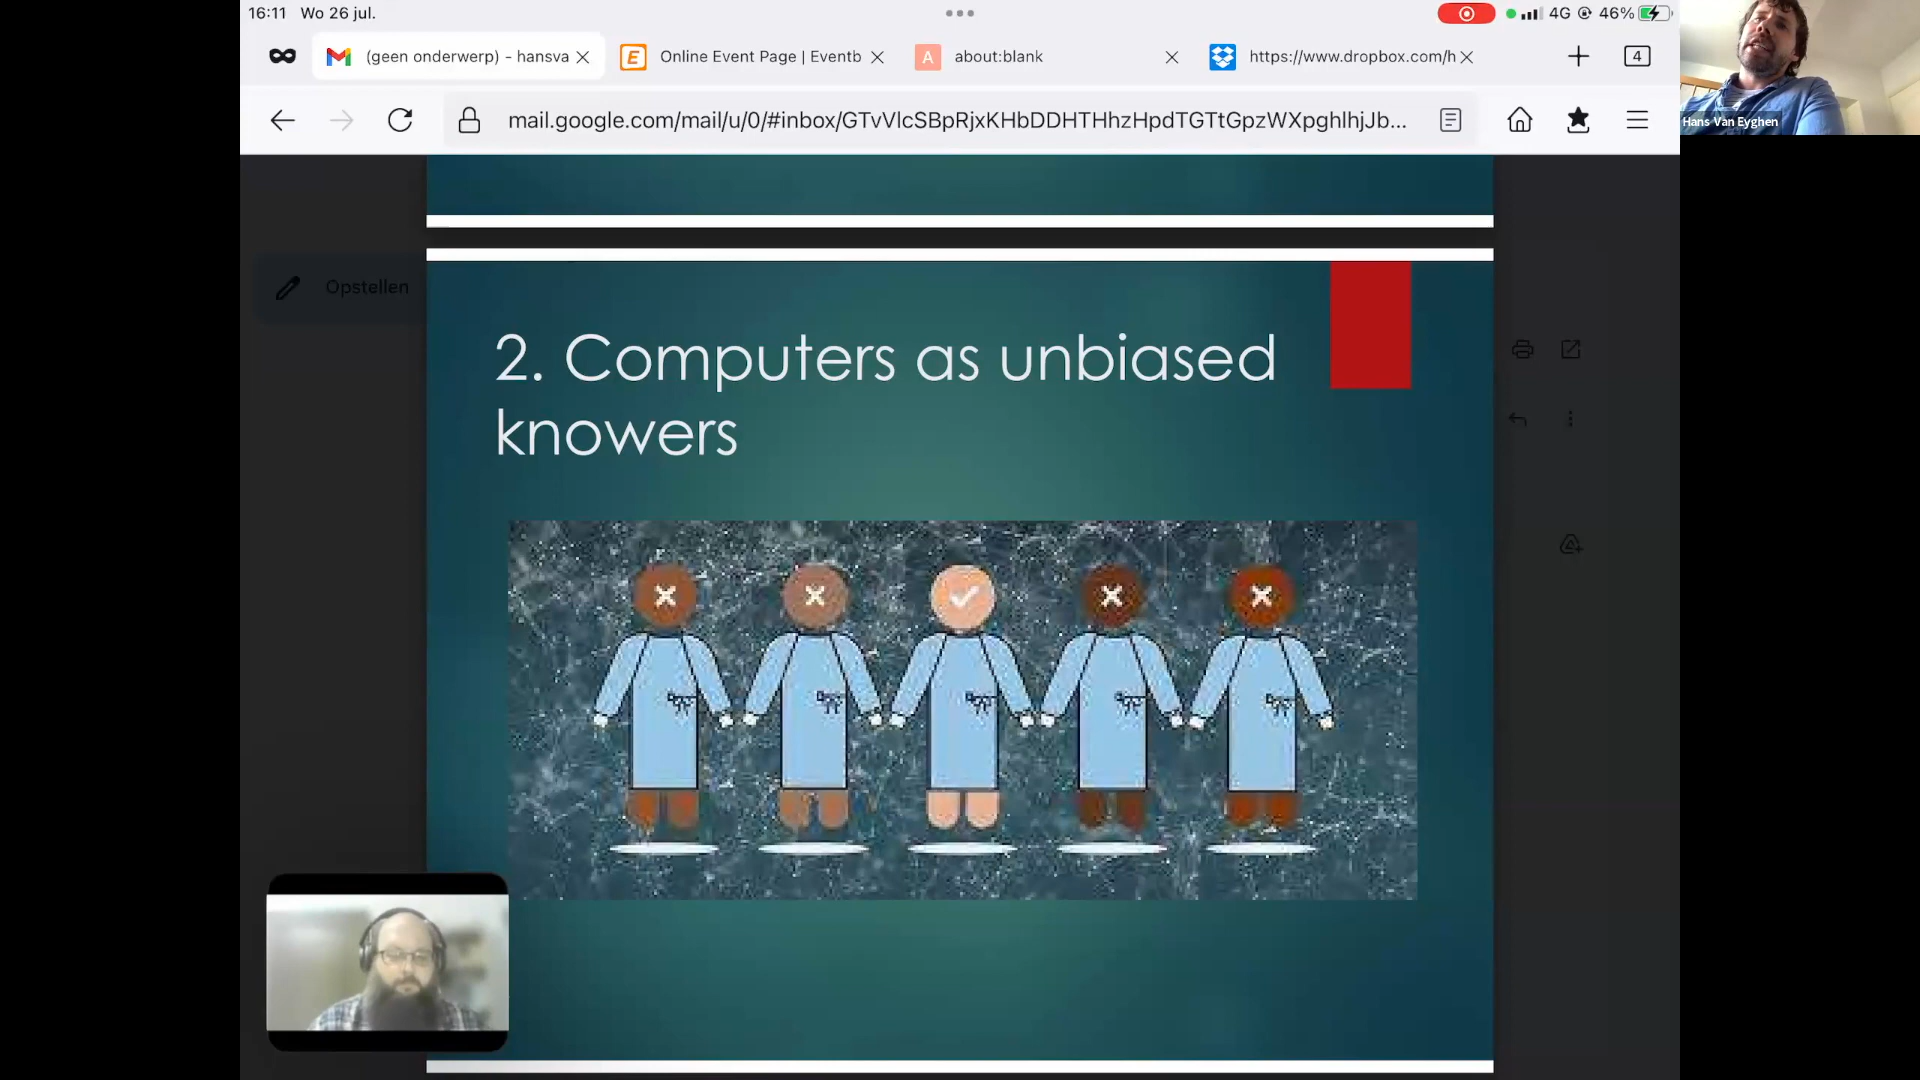 16:11 Wo 26 jul.
4G 46%
(geen onderwerp) - hansva
Online Event Page | Eventb
A about:blank
https://www.dropbox.com/h
4
mail.google.com/mail/u/0/#inbox/GTvVlcSBpRjxKHbDDHTHhzHpdTGTtGpzWXpghlhjJb...
Hans Van Eyghen
Opstellen
2. Computers as unbiased
knowers